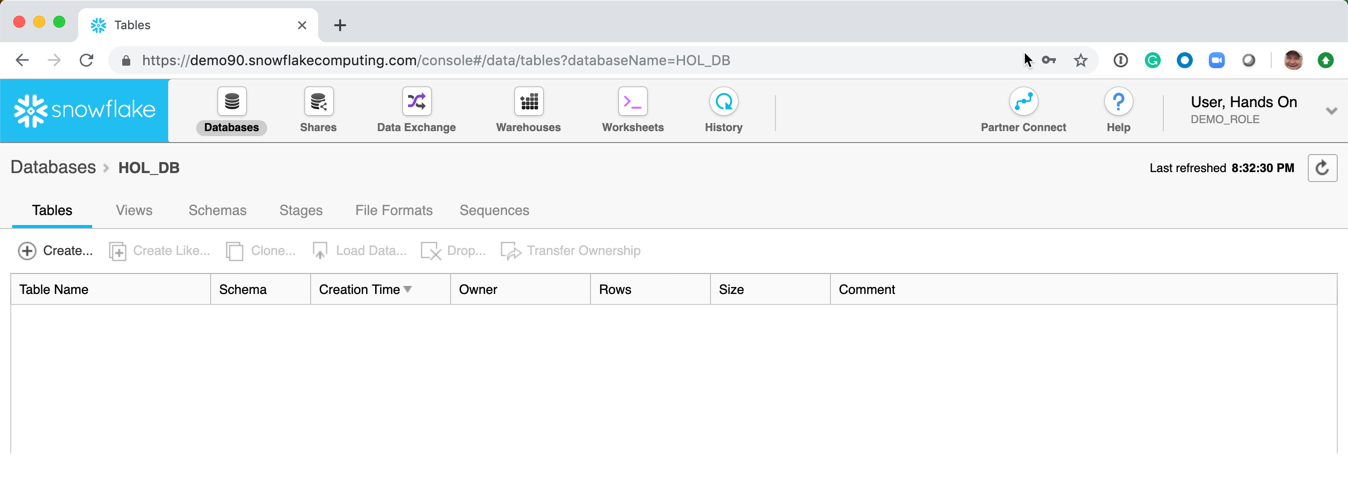 Tables
https://demo90.snowflakecomputing.com/console#/data/tables?databaseName=HOL_DB
snowflake
Databases Shares Data Exchange Warehouses Worksheets History Partner Connect Help
User, Hands On
DEMO_ROLE
Databases > HOL_DB
Last refreshed 8:32:30 PM
Tables Views Schemas Stages File Formats Sequences
Create... Create Like... Clone... Load Data... Drop... Transfer Ownership
Table Name Schema Creation Time Owner Rows Size Comment